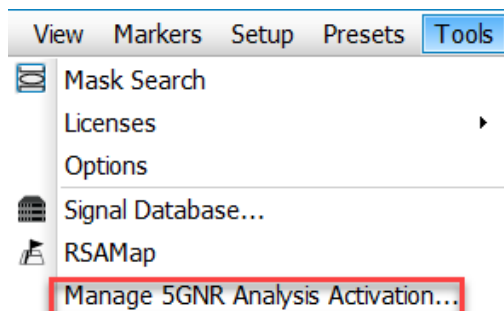 View Markers Setup Presets Tools
Mask Search
Licenses
Options
Signal Database...
RSAMap
Manage 5GNR Analysis Activation...